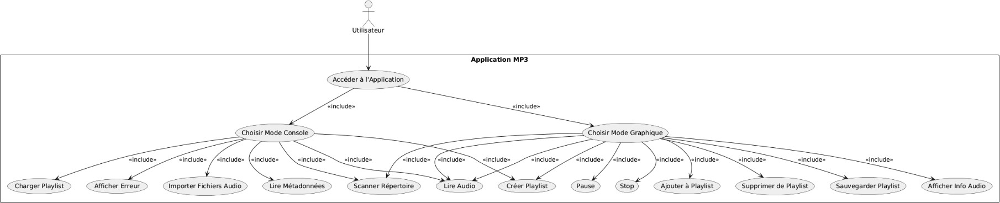 Utilisateur
Application MP3
Accéder à l'Application
«include»
«include»
Choisir Mode Console
Choisir Mode Graphique
«include»
«include»
«include»
«include»
«include»
«include»
«include»
«include»
«include»
«include»
«include»
«include»
«include»
«include»
Charger Playlist
Afficher Erreur
Importer Fichiers Audio
Lire Métadonnées
Scanner Répertoire
Lire Audio
Créer Playlist
Pause
Stop
Ajouter à Playlist
Supprimer de Playlist
Sauvegarder Playlist
Afficher Info Audio